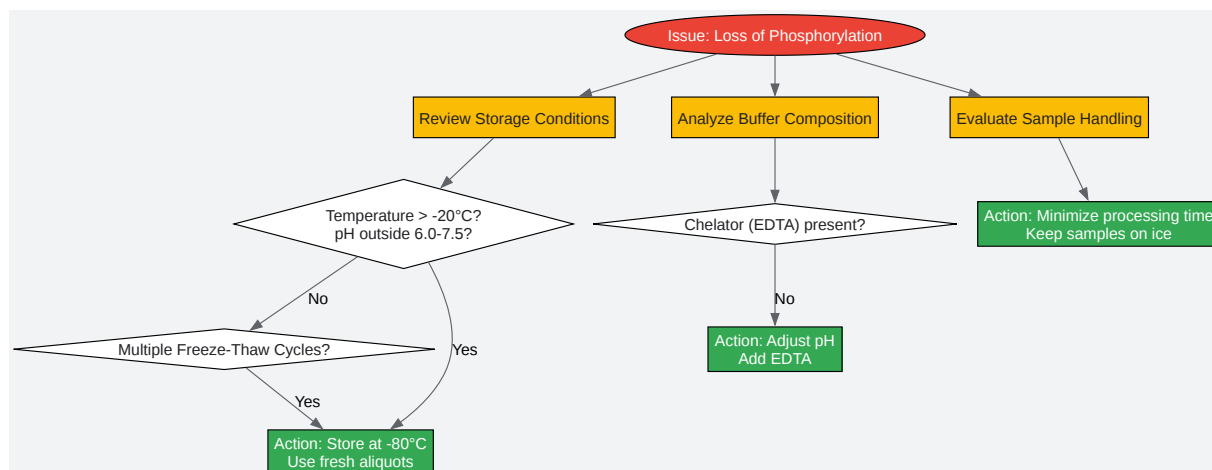 Issue: Loss of Phosphorylation
Review Storage Conditions
Analyze Buffer Composition
Evaluate Sample Handling
Temperature > -20°C?
pH outside 6.0-7.5?
Chelator (EDTA) present?
Action: Minimize processing time
Keep samples on ice
No
No
Multiple Freeze-Thaw Cycles?
Yes
Action: Adjust pH
Add EDTA
Yes
Action: Store at -80°C
Use fresh aliquots